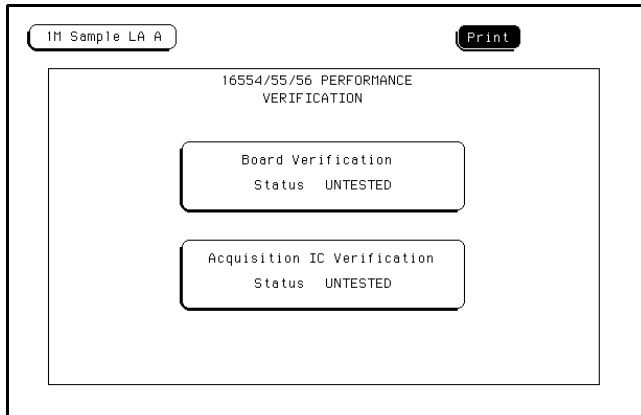 1M Sample LA A
Print
16554/55/56 PERFORMANCE
VERIFICATION
Board Verification
Status UNTESTED
Acquisition IC Verification
Status UNTESTED